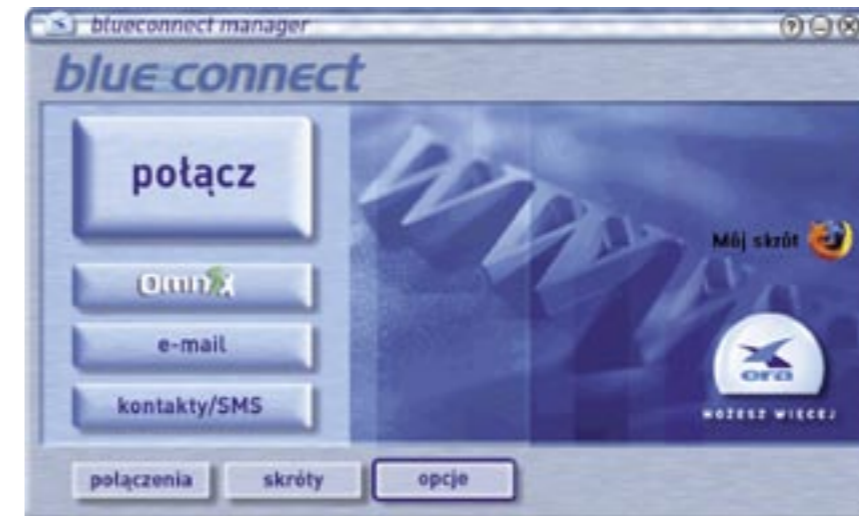 blueconnect manager
blue connect
połącz
Omnix
e-mail
kontakty/SMS
Mój skrót
era
MOŻESZ WIĘCEJ
połączenia
skróty
opcje